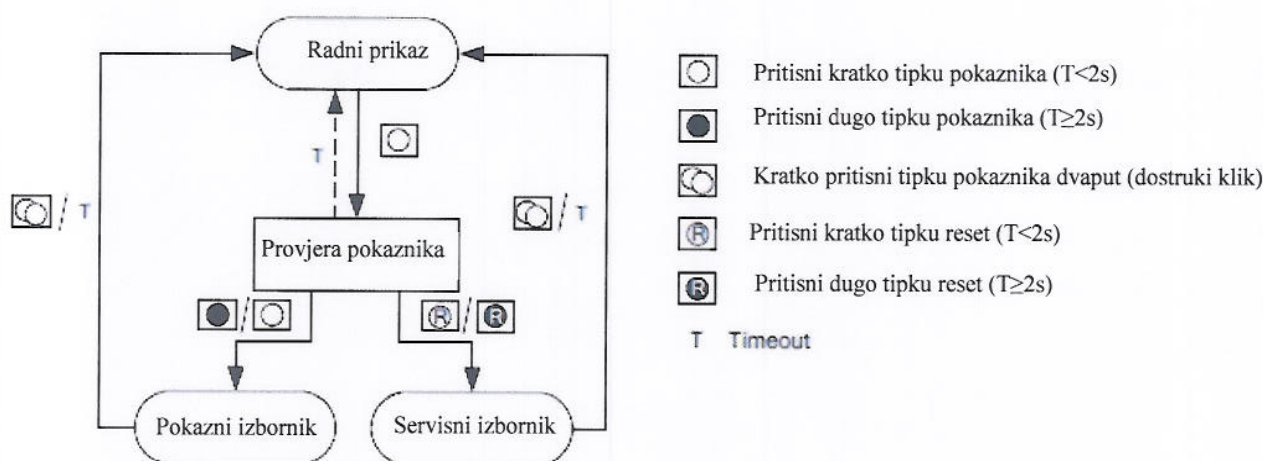 Radni prikaz
T
T
T
Provjera pokaznika
R
R
Pokazni izbornik
Servisni izbornik
Pritisni kratko tipku pokaznika (T<2s)
Pritisni dugo tipku pokaznika (T≥2s)
Kratko pritisni tipku pokaznika dvaput (dostruki klik)
R Pritisni kratko tipku reset (T<2s)
R Pritisni dugo tipku reset (T≥2s)
T Timeout